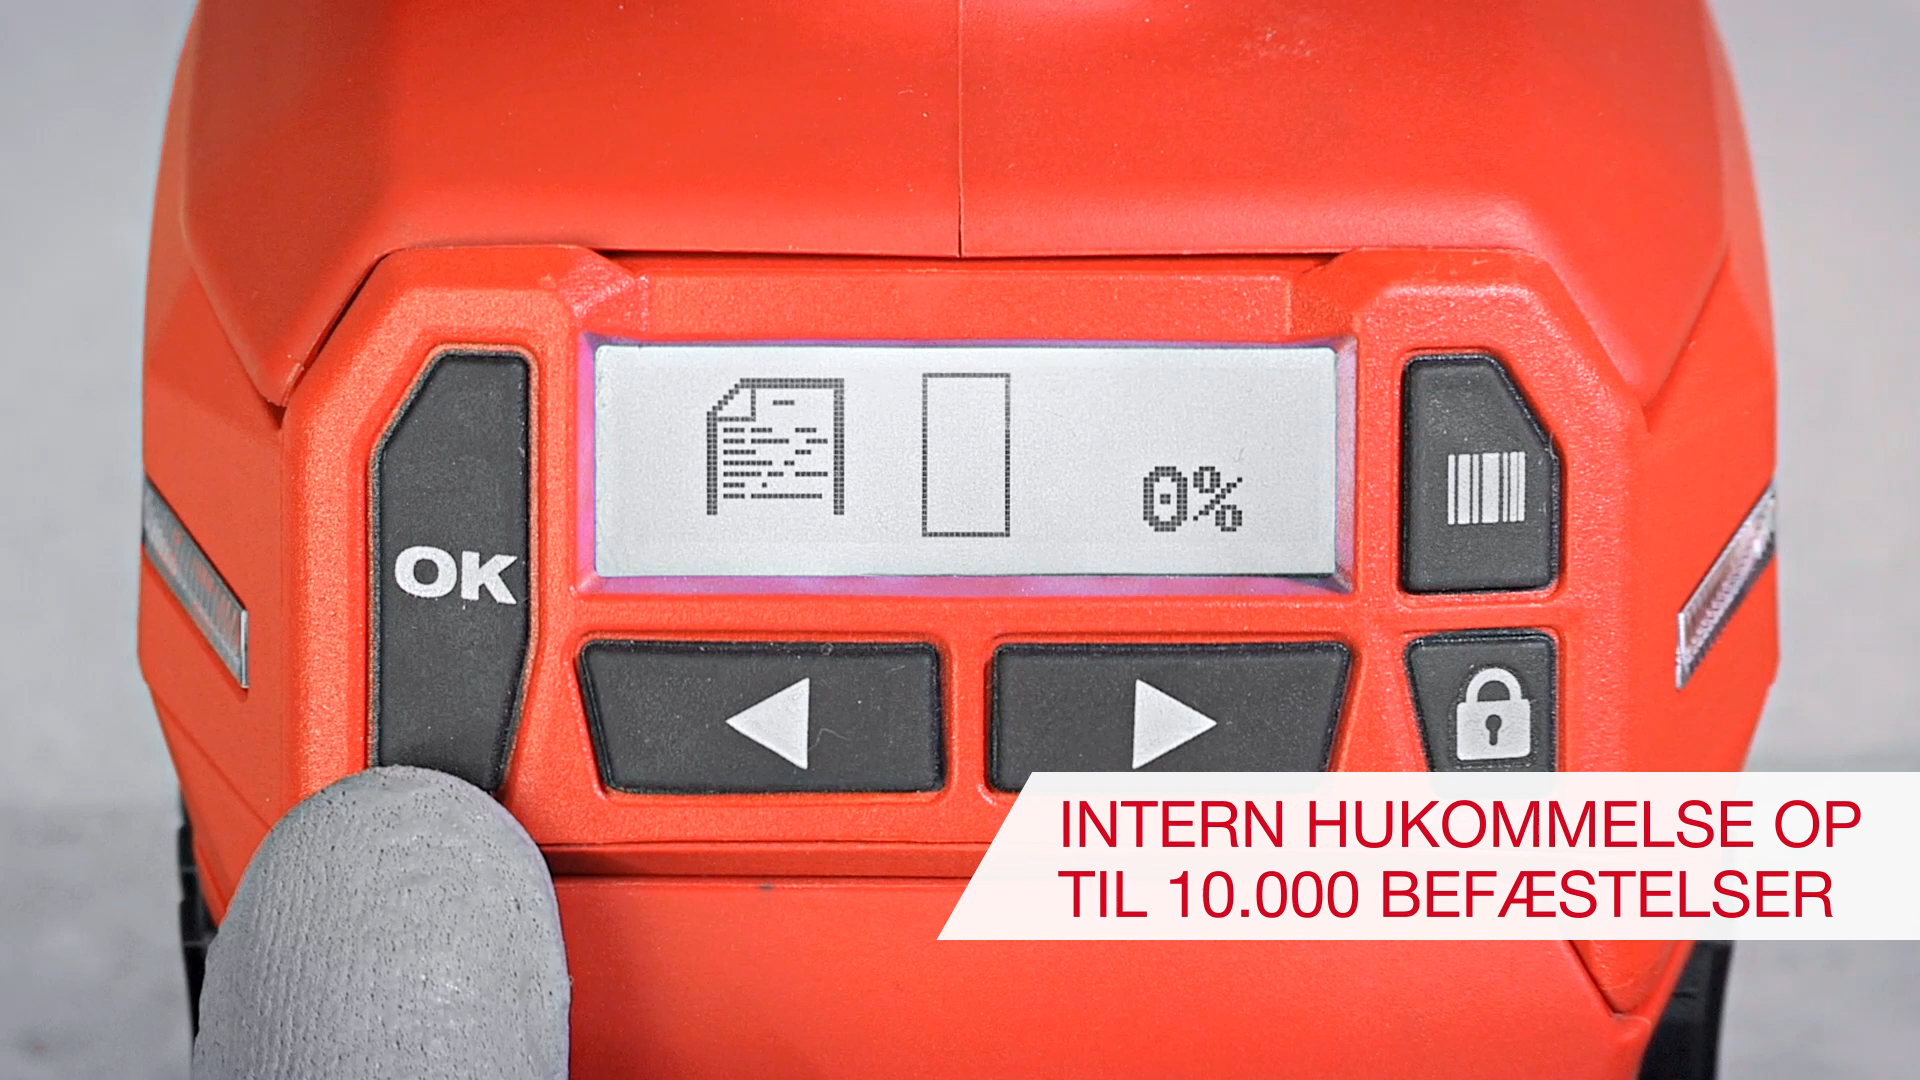 0%
OK
INTERN HUKOMMELSE OP
TIL 10.000 BEFÆSTELSER